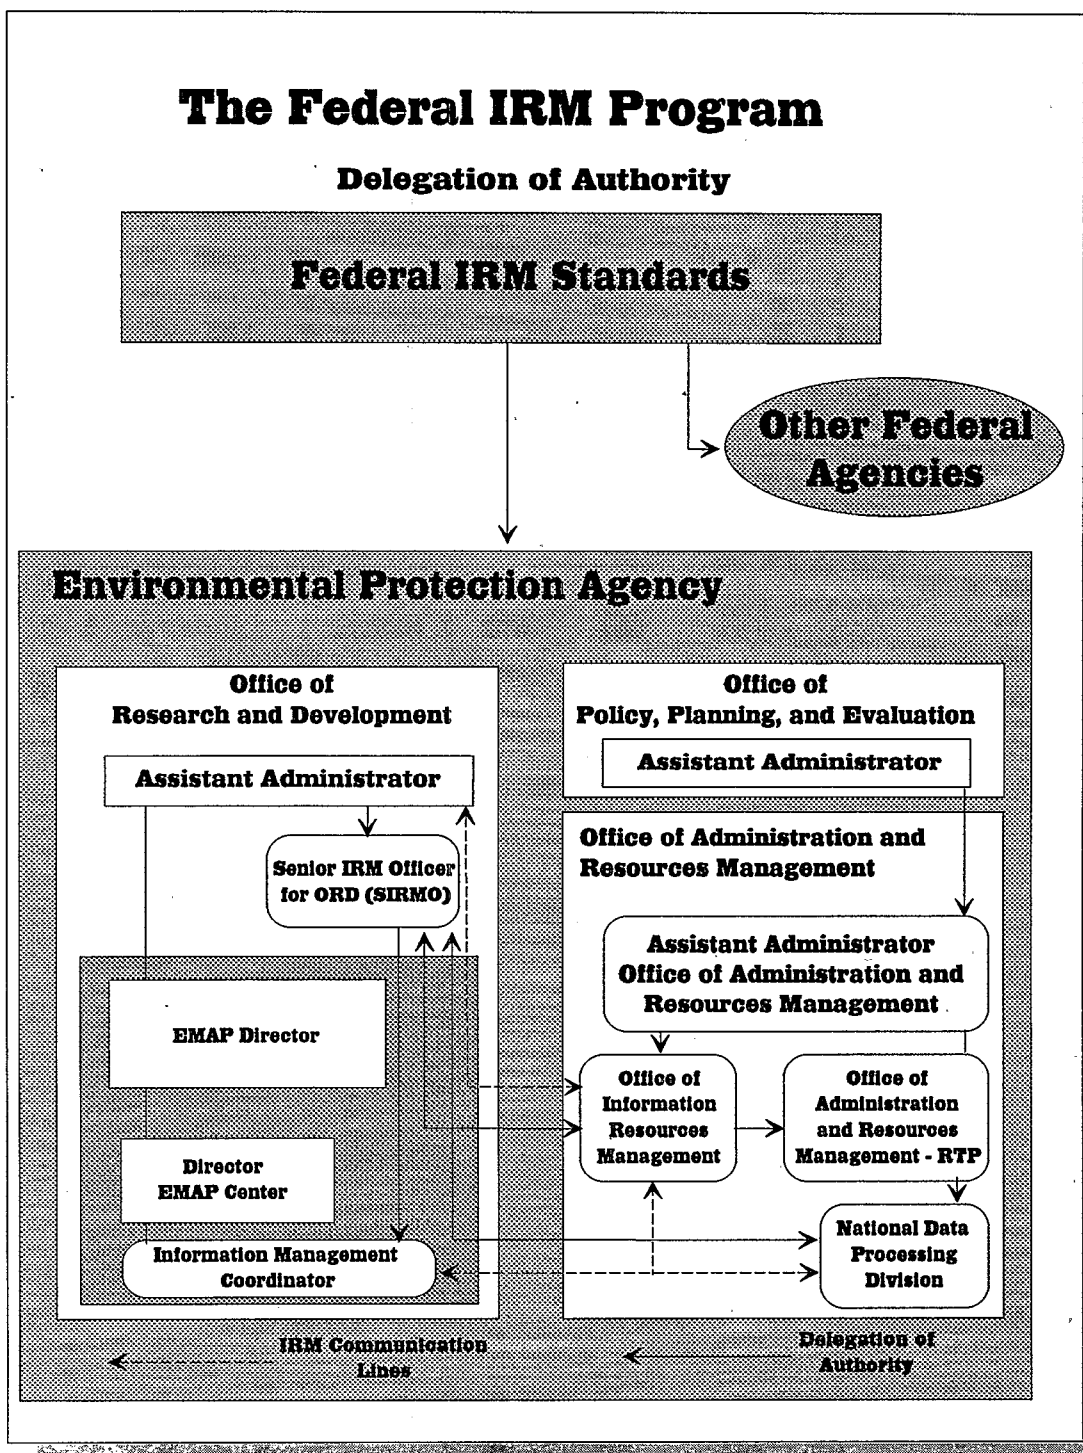 The Federal IRM Program
Delegation of Authority
Federal IRM Standards
Other Federal
Agencies
Environmental Protection Agency
Office of
Research and Development
Assistant Administrator
Senior IRM Officer
for ORD (SIRMO)
EMAP Director
Director
EMAP Center
Information Management
Coordinator
Office of
Policy, Planning, and Evaluation
Assistant Administrator
Office of Administration and
Resources Management
Assistant Administrator
Office of Administration and
Resources Management
Office of
Information
Resources
Management
Office of
Administration
and Resources
Management - RTP
National Data
Processing
Division
IRM Communication
Lines
Delegation of
Authority